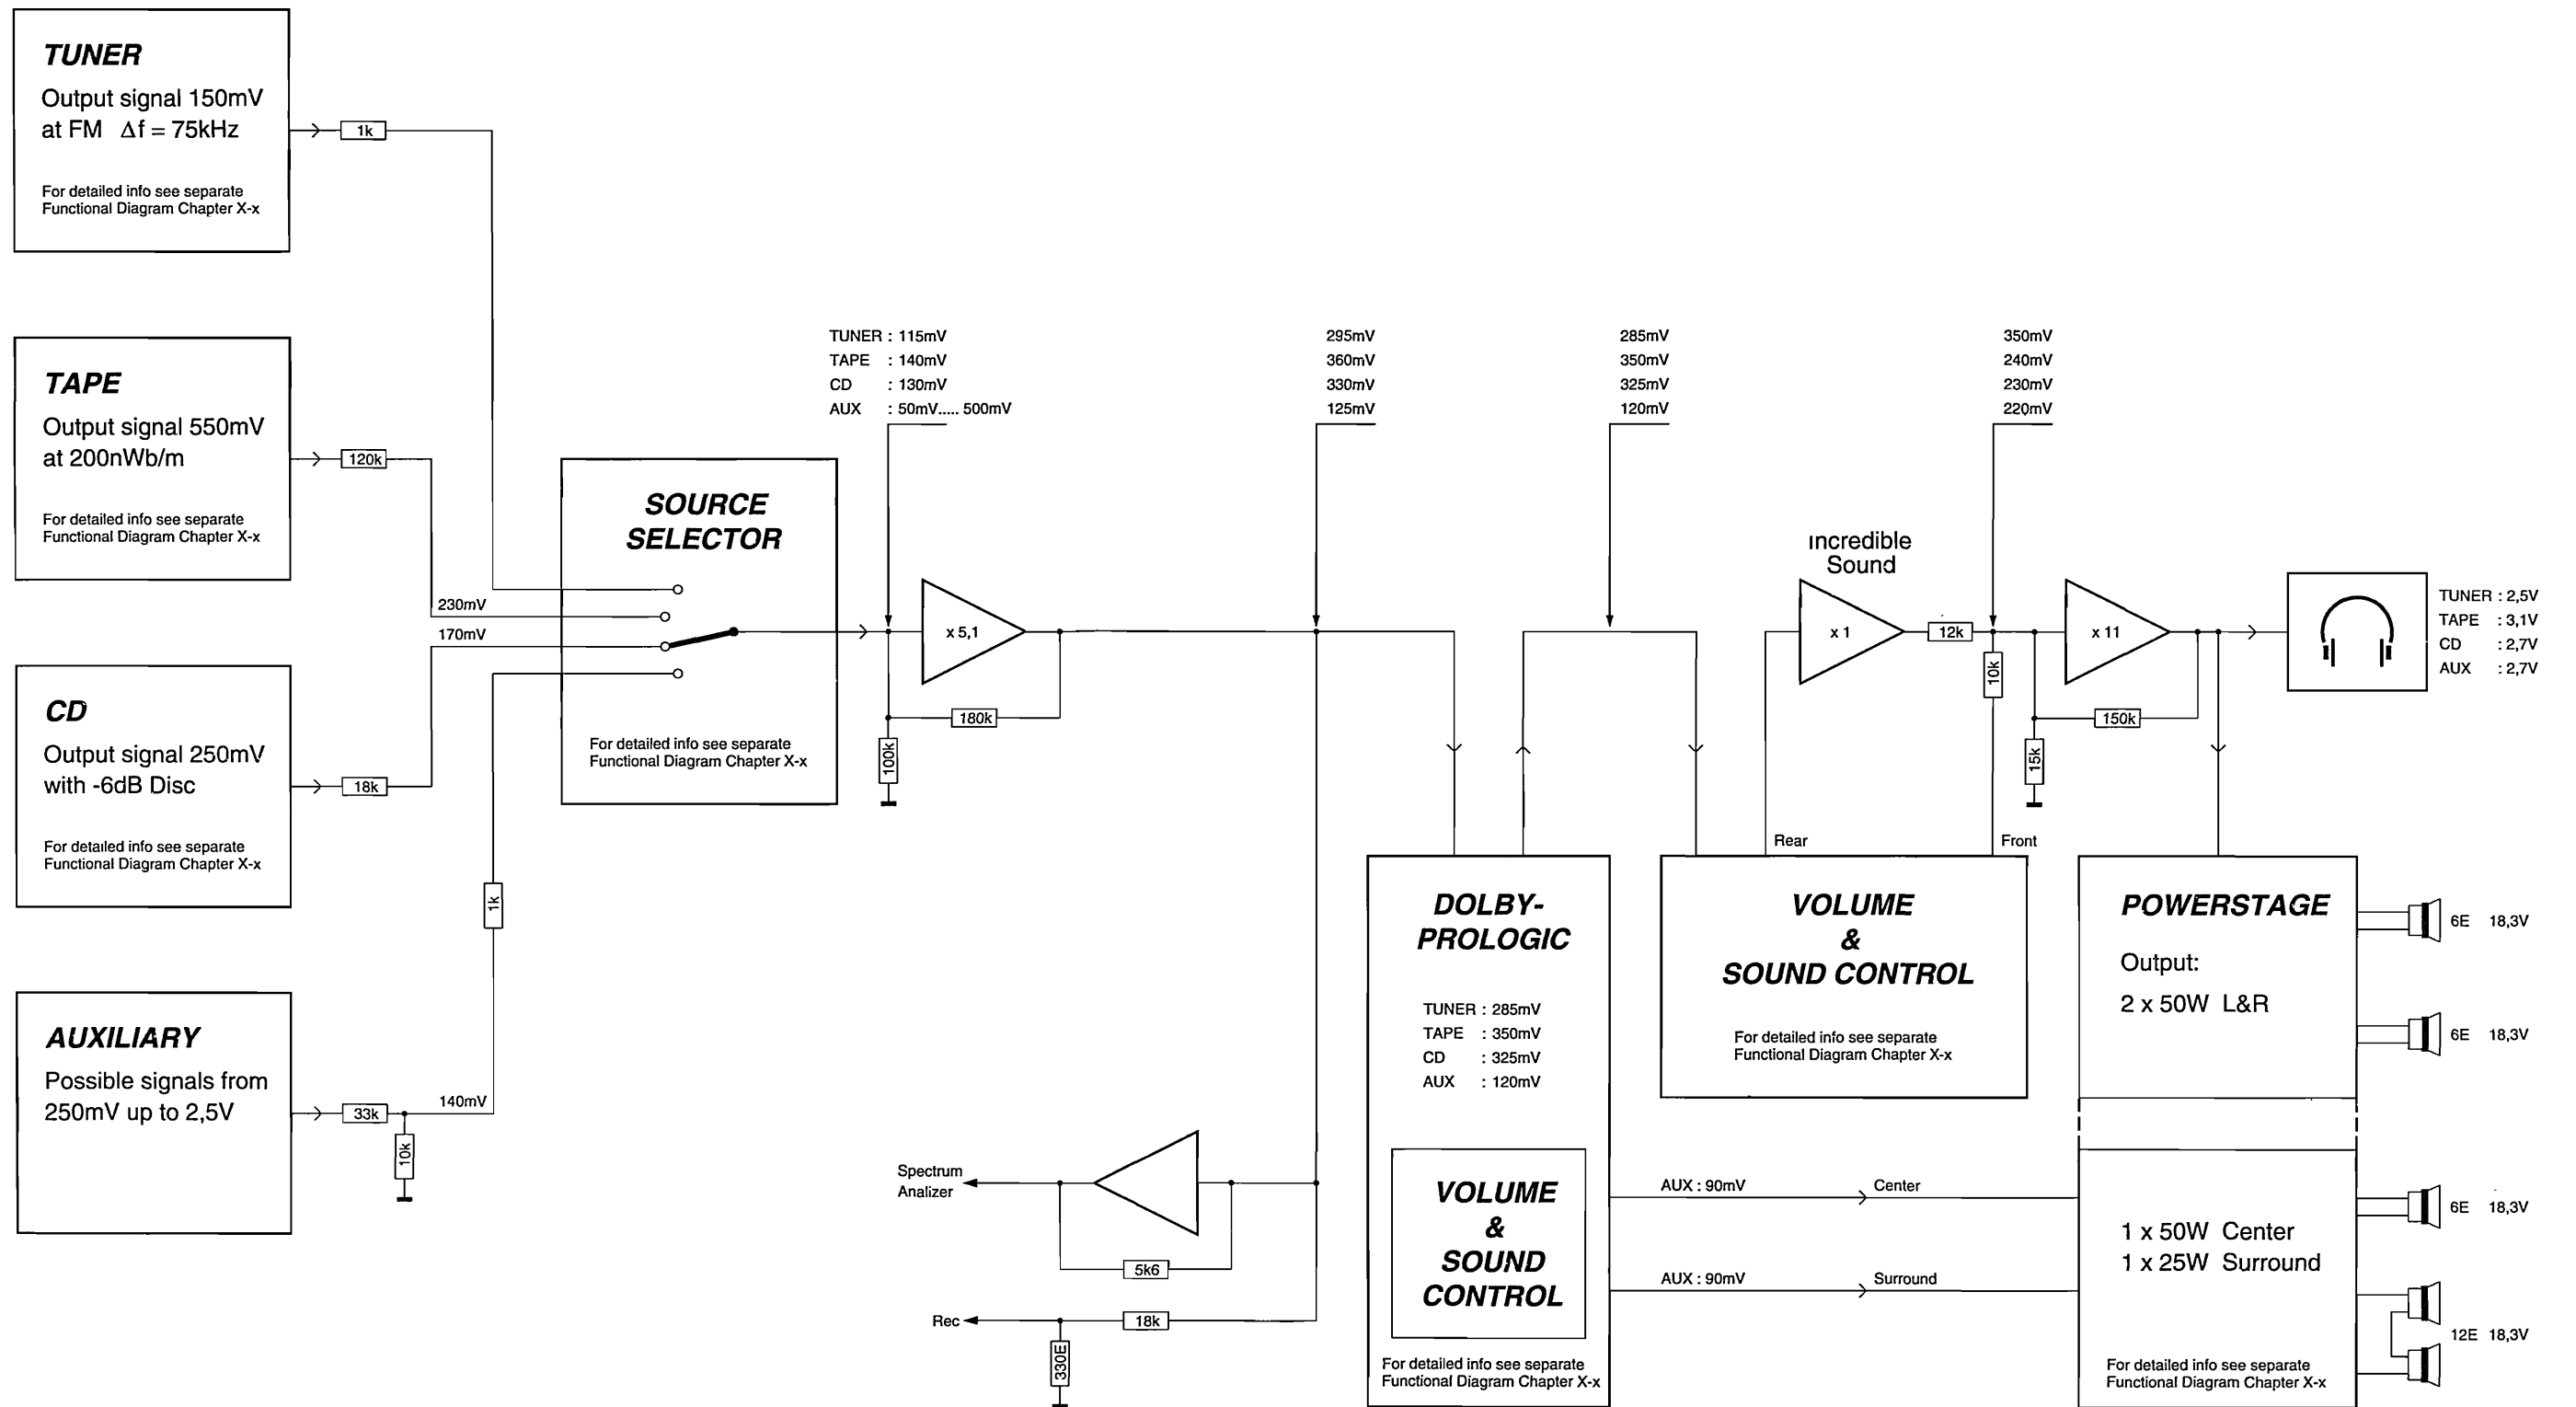 TUNER
Output signal 150mV
at FM Δf = 75kHz
For detailed info see separate
Functional Diagram Chapter X-x
1k
TAPE
Output signal 550mV
at 200nWb/m
For detailed info see separate
Functional Diagram Chapter X-x
120k
230mV
170mV
CD
Output signal 250mV
with -6dB Disc
For detailed info see separate
Functional Diagram Chapter X-x
18k
1k
AUXILIARY
Possible signals from
250mV up to 2,5V
33k
140mV
10k
SOURCE
SELECTOR
For detailed info see separate
Functional Diagram Chapter X-x
TUNER : 115mV
TAPE : 140mV
CD : 130mV
AUX : 50mV..... 500mV
x 5,1
180k
100k
295mV
360mV
330mV
125mV
285mV
350mV
325mV
120mV
350mV
240mV
230mV
220mV
Incredible
Sound
x 1
12k
10k
x 11
150k
15k
TUNER : 2,5V
TAPE : 3,1V
CD : 2,7V
AUX : 2,7V
Rear
Front
Spectrum
Analizer
5k6
Rec
18k
330E
DOLBY-
PROLOGIC
TUNER : 285mV
TAPE : 350mV
CD : 325mV
AUX : 120mV
VOLUME
&
SOUND
CONTROL
For detailed info see separate
Functional Diagram Chapter X-x
VOLUME
&
SOUND CONTROL
For detailed info see separate
Functional Diagram Chapter X-x
AUX : 90mV
Center
AUX : 90mV
Surround
POWERSTAGE
Output:
2 x 50W L&R
1 x 50W Center
1 x 25W Surround
For detailed info see separate
Functional Diagram Chapter X-x
6E 18,3V
6E 18,3V
6E 18,3V
12E 18,3V